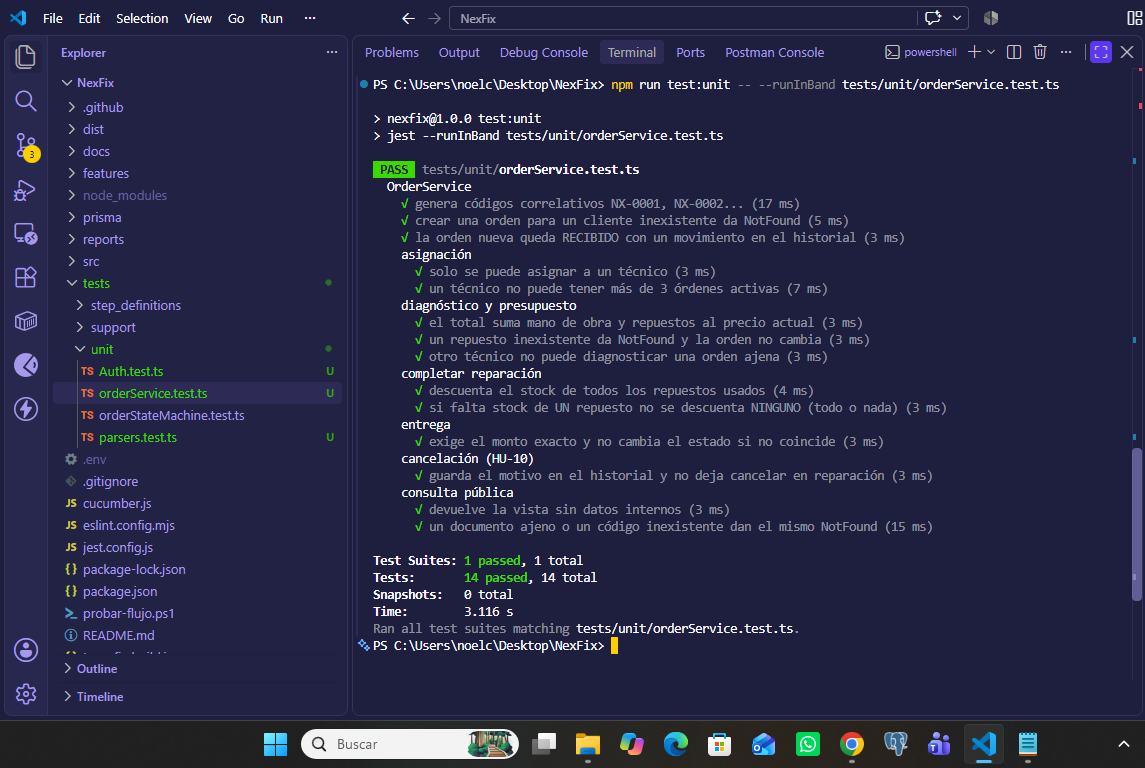 File Edit Selection View Go Run ···
NexFix
Explorer
Problems Output Debug Console Terminal Ports Postman Console
powershell
NexFix
.github
dist
docs
features
node_modules
prisma
reports
src
tests
step_definitions
support
unit
TS Auth.test.ts U
TS orderService.test.ts U
TS orderStateMachine.test.ts
TS parsers.test.ts U
.env
.gitignore
JS cucumber.js
eslint.config.mjs
JS jest.config.js
{} package-lock.json
{} package.json
probar-flujo.ps1
README.md
Outline
Timeline
3
PS C:\Users\noelc\Desktop\NexFix> npm run test:unit -- --runInBand tests/unit/orderService.test.ts
> nexfix@1.0.0 test:unit
> jest --runInBand tests/unit/orderService.test.ts
PASS tests/unit/orderService.test.ts
OrderService
√ genera códigos correlativos NX-0001, NX-0002... (17 ms)
√ crear una orden para un cliente inexistente da NotFound (5 ms)
√ la orden nueva queda RECIBIDO con un movimiento en el historial (3 ms)
asignación
√ solo se puede asignar a un técnico (3 ms)
√ un técnico no puede tener más de 3 órdenes activas (7 ms)
diagnóstico y presupuesto
√ el total suma mano de obra y repuestos al precio actual (3 ms)
√ un repuesto inexistente da NotFound y la orden no cambia (3 ms)
√ otro técnico no puede diagnosticar una orden ajena (3 ms)
completar reparación
√ descuenta el stock de todos los repuestos usados (4 ms)
√ si falta stock de UN repuesto no se descuenta NINGUNO (todo o nada) (3 ms)
entrega
√ exige el monto exacto y no cambia el estado si no coincide (3 ms)
cancelación (HU-10)
√ guarda el motivo en el historial y no deja cancelar en reparación (3 ms)
consulta pública
√ devuelve la vista sin datos internos (3 ms)
√ un documento ajeno o un código inexistente dan el mismo NotFound (15 ms)
Test Suites: 1 passed, 1 total
Tests: 14 passed, 14 total
Snapshots: 0 total
Time: 3.116 s
Ran all test suites matching tests/unit/orderService.test.ts.
PS C:\Users\noelc\Desktop\NexFix>
Buscar